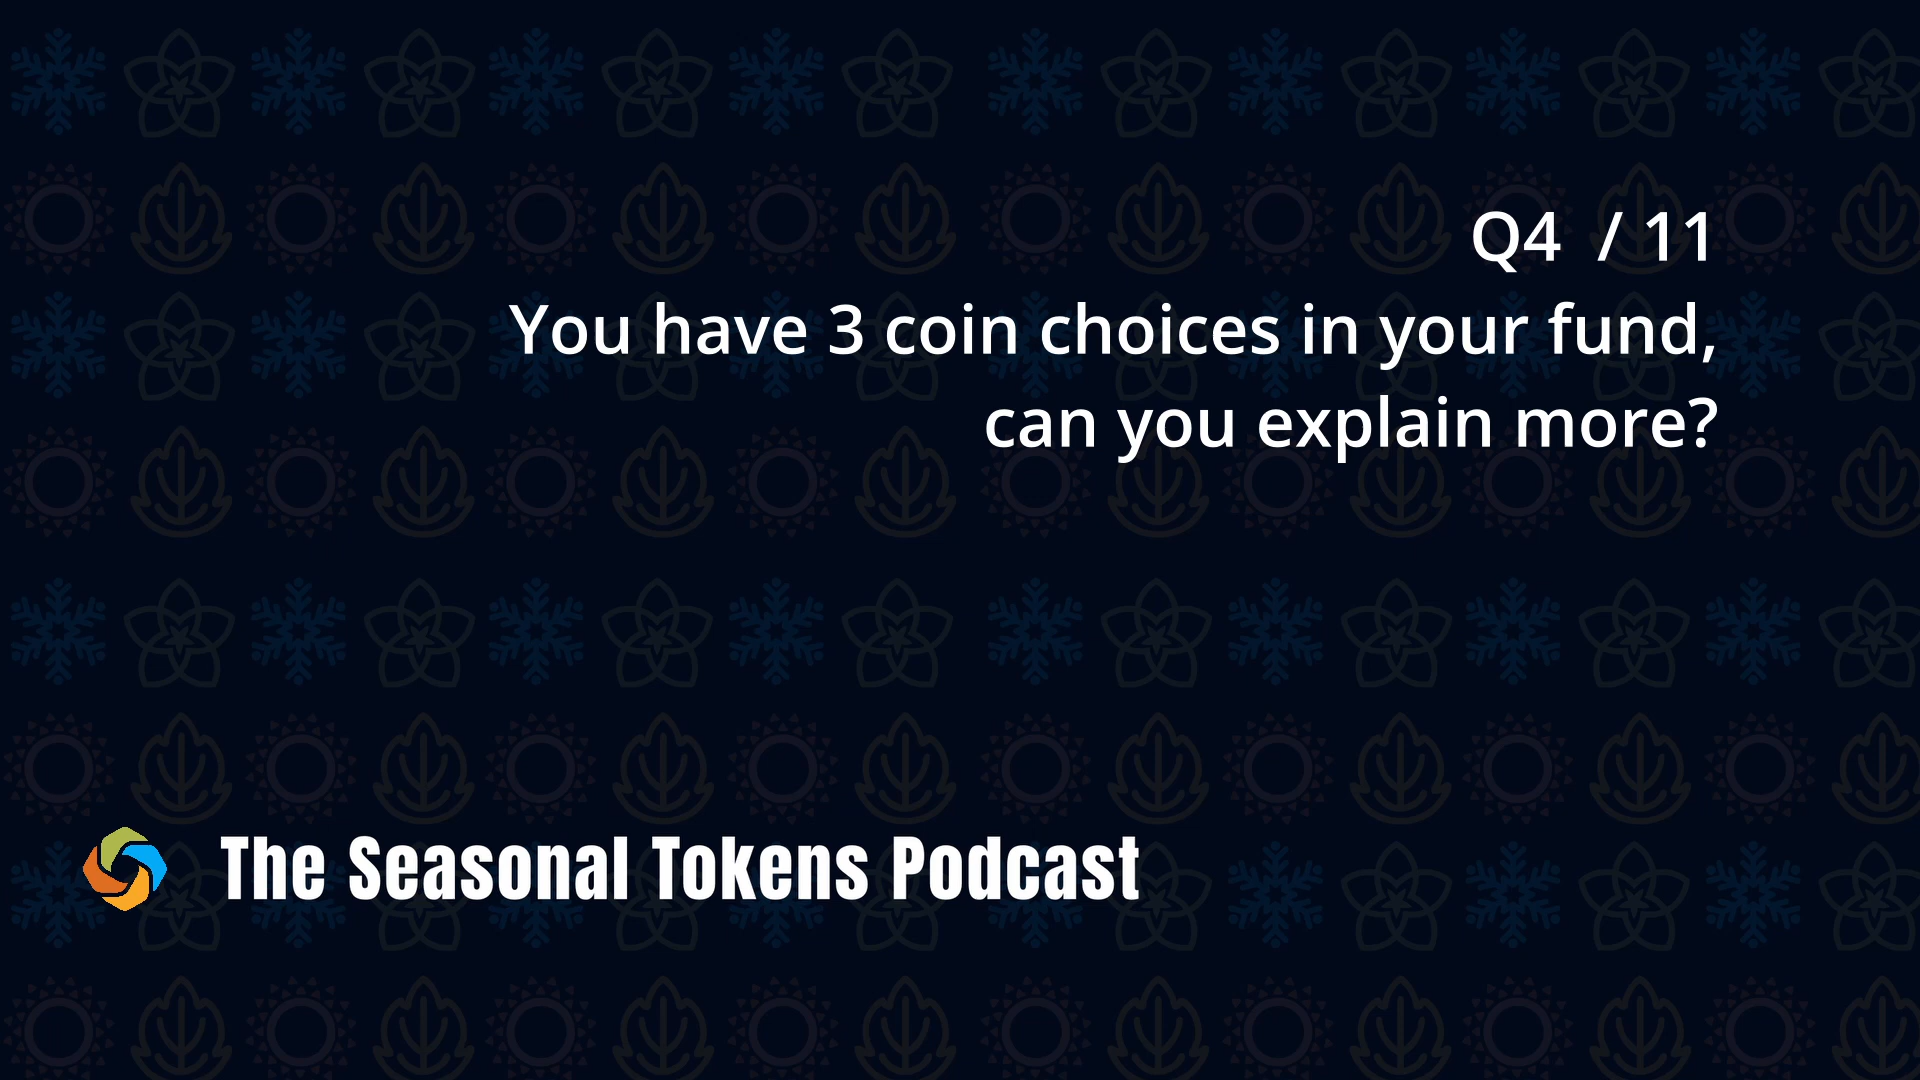 Q4 / 11
You have 3 coin choices in your fund,
can you explain more?
The Seasonal Tokens Podcast